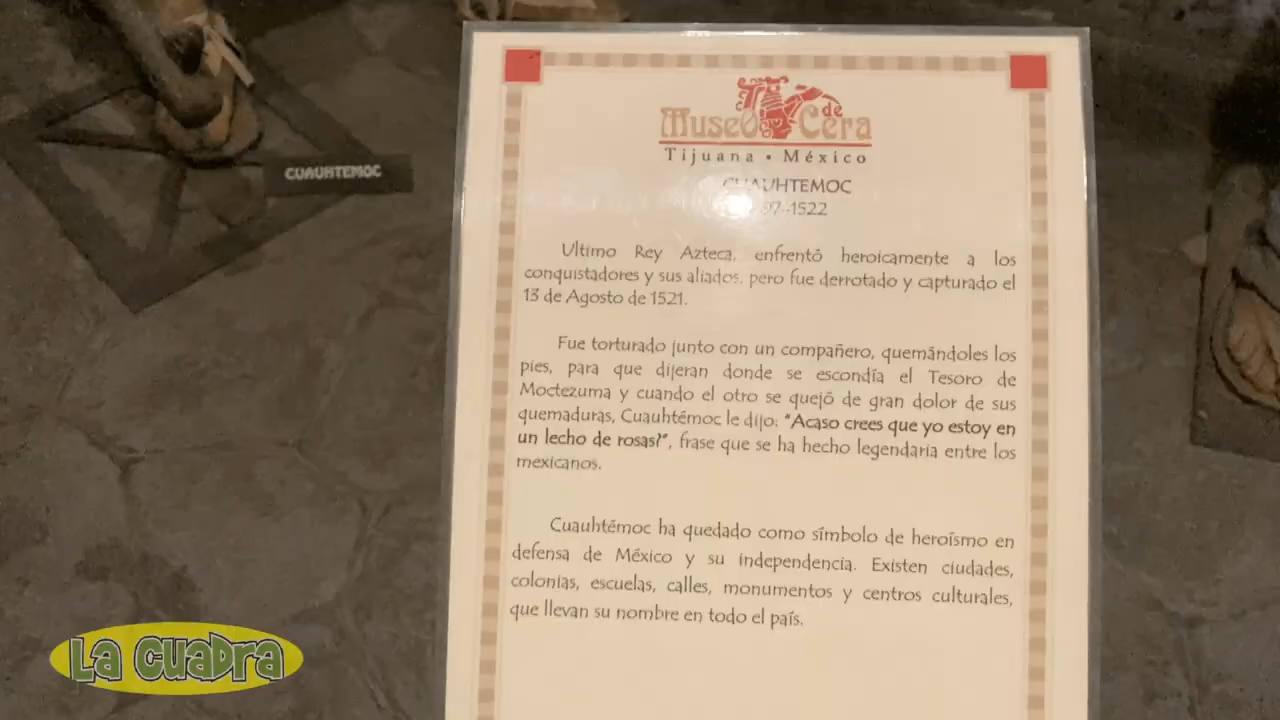 CUAUHTEMOC
Museo de Cera
Tijuana • México
CUAUHTEMOC
97-1522
Ultimo Rey Azteca, enfrentó heroicamente a los
conquistadores y sus aliados, pero fue derrotado y capturado el
13 de Agosto de 1521.
Fue torturado junto con un compañero, quemándoles los
pies, para que dijeran donde se escondía el Tesoro de
Moctezuma y cuando el otro se quejó de gran dolor de sus
quemaduras, Cuauhtémoc le dijo: "Acaso crees que yo estoy en
un lecho de rosas?", frase que se ha hecho legendaria entre los
mexicanos.
Cuauhtémoc ha quedado como símbolo de heroísmo en
defensa de México y su independencia. Existen ciudades,
colonias, escuelas, calles, monumentos y centros culturales,
que llevan su nombre en todo el país.
La Cuadra